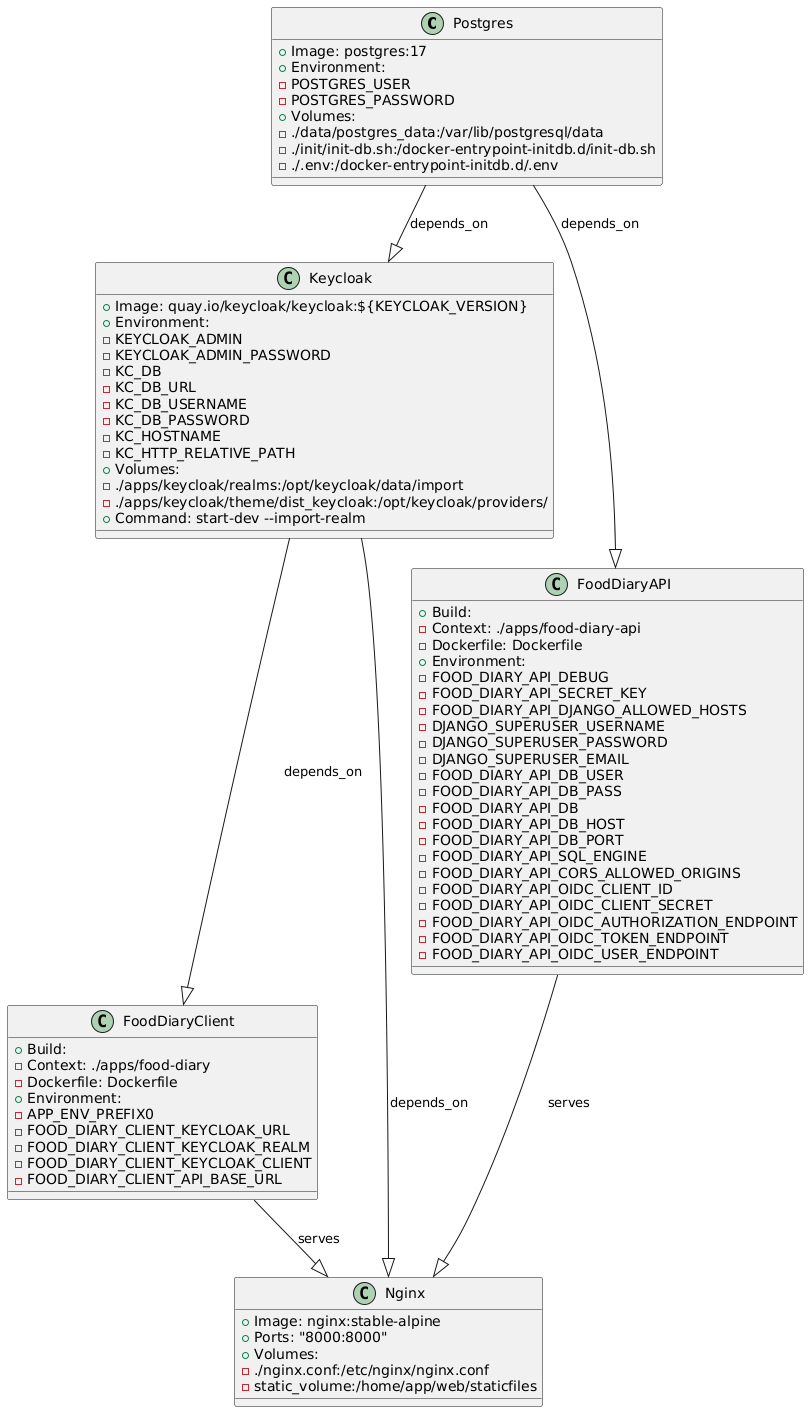 C Postgres
Image: postgres:17
Environment:
POSTGRES_USER
POSTGRES_PASSWORD
Volumes:
./data/postgres_data:/var/lib/postgresql/data
./init/init-db.sh:/docker-entrypoint-initdb.d/init-db.sh
./.env:/docker-entrypoint-initdb.d/.env
depends_on
depends_on
C Keycloak
Image: quay.io/keycloak/keycloak:${KEYCLOAK_VERSION}
Environment:
KEYCLOAK_ADMIN
KEYCLOAK_ADMIN_PASSWORD
KC_DB
KC_DB_URL
KC_DB_USERNAME
KC_DB_PASSWORD
KC_HOSTNAME
KC_HTTP_RELATIVE_PATH
Volumes:
./apps/keycloak/realms:/opt/keycloak/data/import
./apps/keycloak/theme/dist_keycloak:/opt/keycloak/providers/
Command: start-dev --import-realm
C FoodDiaryAPI
Build:
Context: ./apps/food-diary-api
Dockerfile: Dockerfile
Environment:
FOOD_DIARY_API_DEBUG
FOOD_DIARY_API_SECRET_KEY
FOOD_DIARY_API_DJANGO_ALLOWED_HOSTS
DJANGO_SUPERUSER_USERNAME
DJANGO_SUPERUSER_PASSWORD
DJANGO_SUPERUSER_EMAIL
FOOD_DIARY_API_DB_USER
FOOD_DIARY_API_DB_PASS
FOOD_DIARY_API_DB
FOOD_DIARY_API_DB_HOST
FOOD_DIARY_API_DB_PORT
FOOD_DIARY_API_SQL_ENGINE
FOOD_DIARY_API_CORS_ALLOWED_ORIGINS
FOOD_DIARY_API_OIDC_CLIENT_ID
FOOD_DIARY_API_OIDC_CLIENT_SECRET
FOOD_DIARY_API_OIDC_AUTHORIZATION_ENDPOINT
FOOD_DIARY_API_OIDC_TOKEN_ENDPOINT
FOOD_DIARY_API_OIDC_USER_ENDPOINT
depends_on
C FoodDiaryClient
Build:
Context: ./apps/food-diary
Dockerfile: Dockerfile
Environment:
APP_ENV_PREFIX0
FOOD_DIARY_CLIENT_KEYCLOAK_URL
FOOD_DIARY_CLIENT_KEYCLOAK_REALM
FOOD_DIARY_CLIENT_KEYCLOAK_CLIENT
FOOD_DIARY_CLIENT_API_BASE_URL
depends_on
serves
serves
C Nginx
Image: nginx:stable-alpine
Ports: "8000:8000"
Volumes:
./nginx.conf:/etc/nginx/nginx.conf
static_volume:/home/app/web/staticfiles